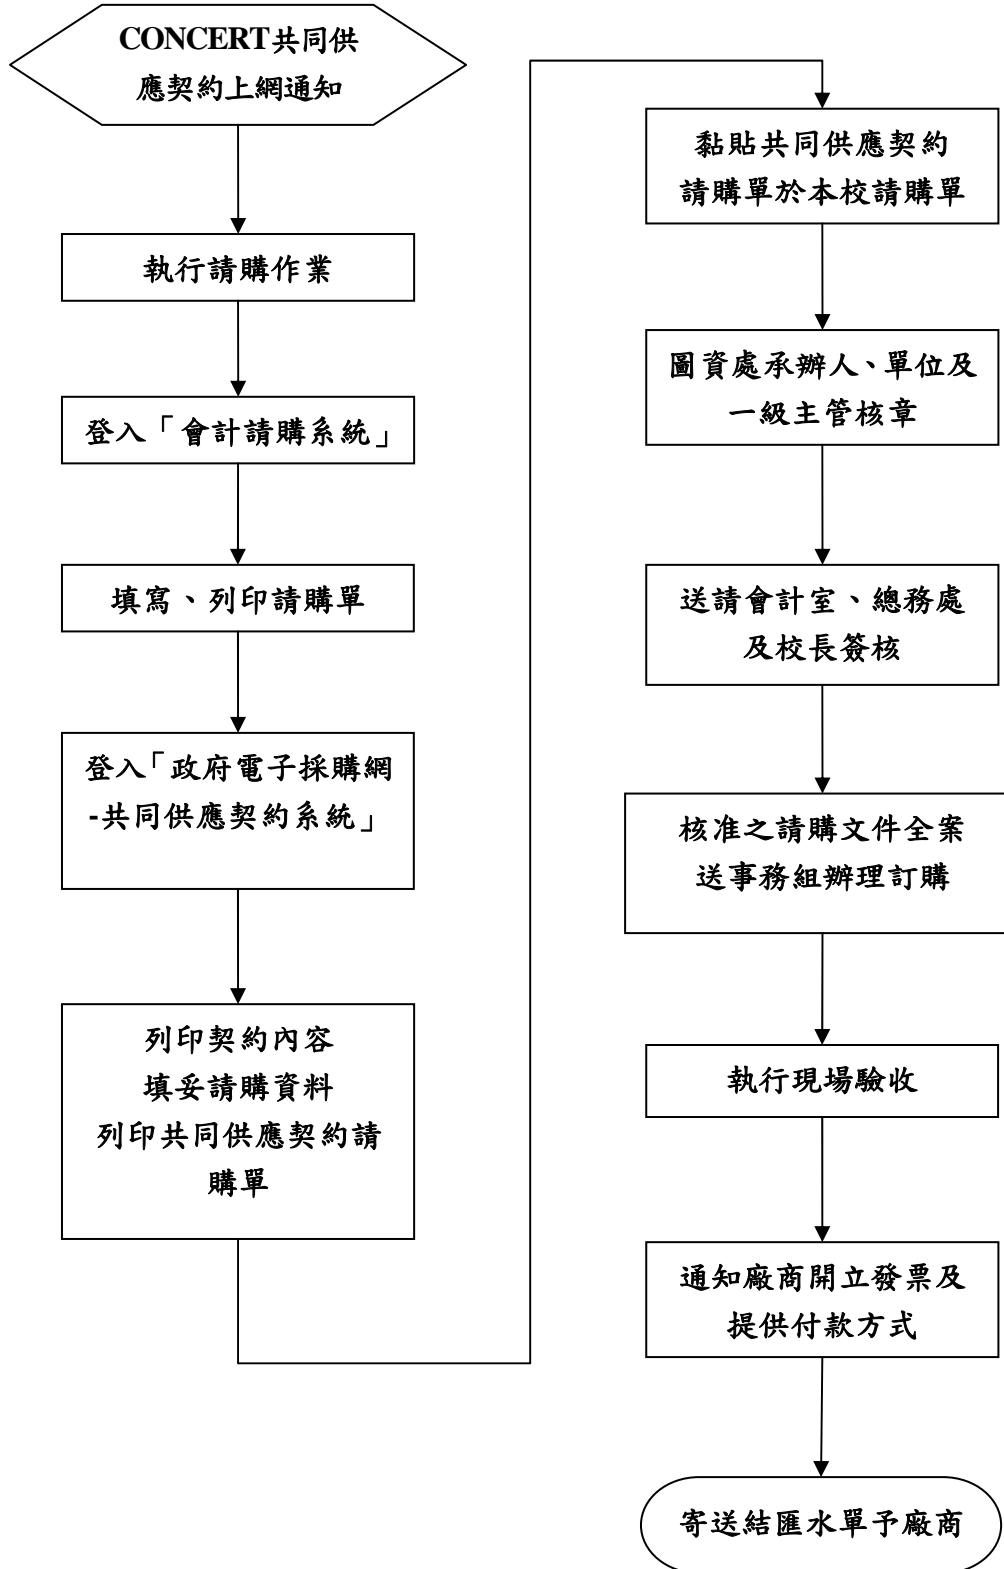 CONCERT共同供
應契約上網通知
執行請購作業
登入「會計請購系統」
填寫、列印請購單
登入「政府電子採購網
-共同供應契約系統」
列印契約內容
填妥請購資料
列印共同供應契約請
購單
黏貼共同供應契約
請購單於本校請購單
圖資處承辦人、單位及
一級主管核章
送請會計室、總務處
及校長簽核
核准之請購文件全案
送事務組辦理訂購
執行現場驗收
通知廠商開立發票及
提供付款方式
寄送結匯水單予廠商